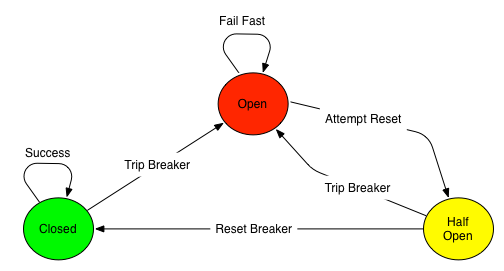 Fail Fast
Open
Attempt Reset
Success
Trip Breaker
Trip Breaker
Closed
Reset Breaker
Half
Open